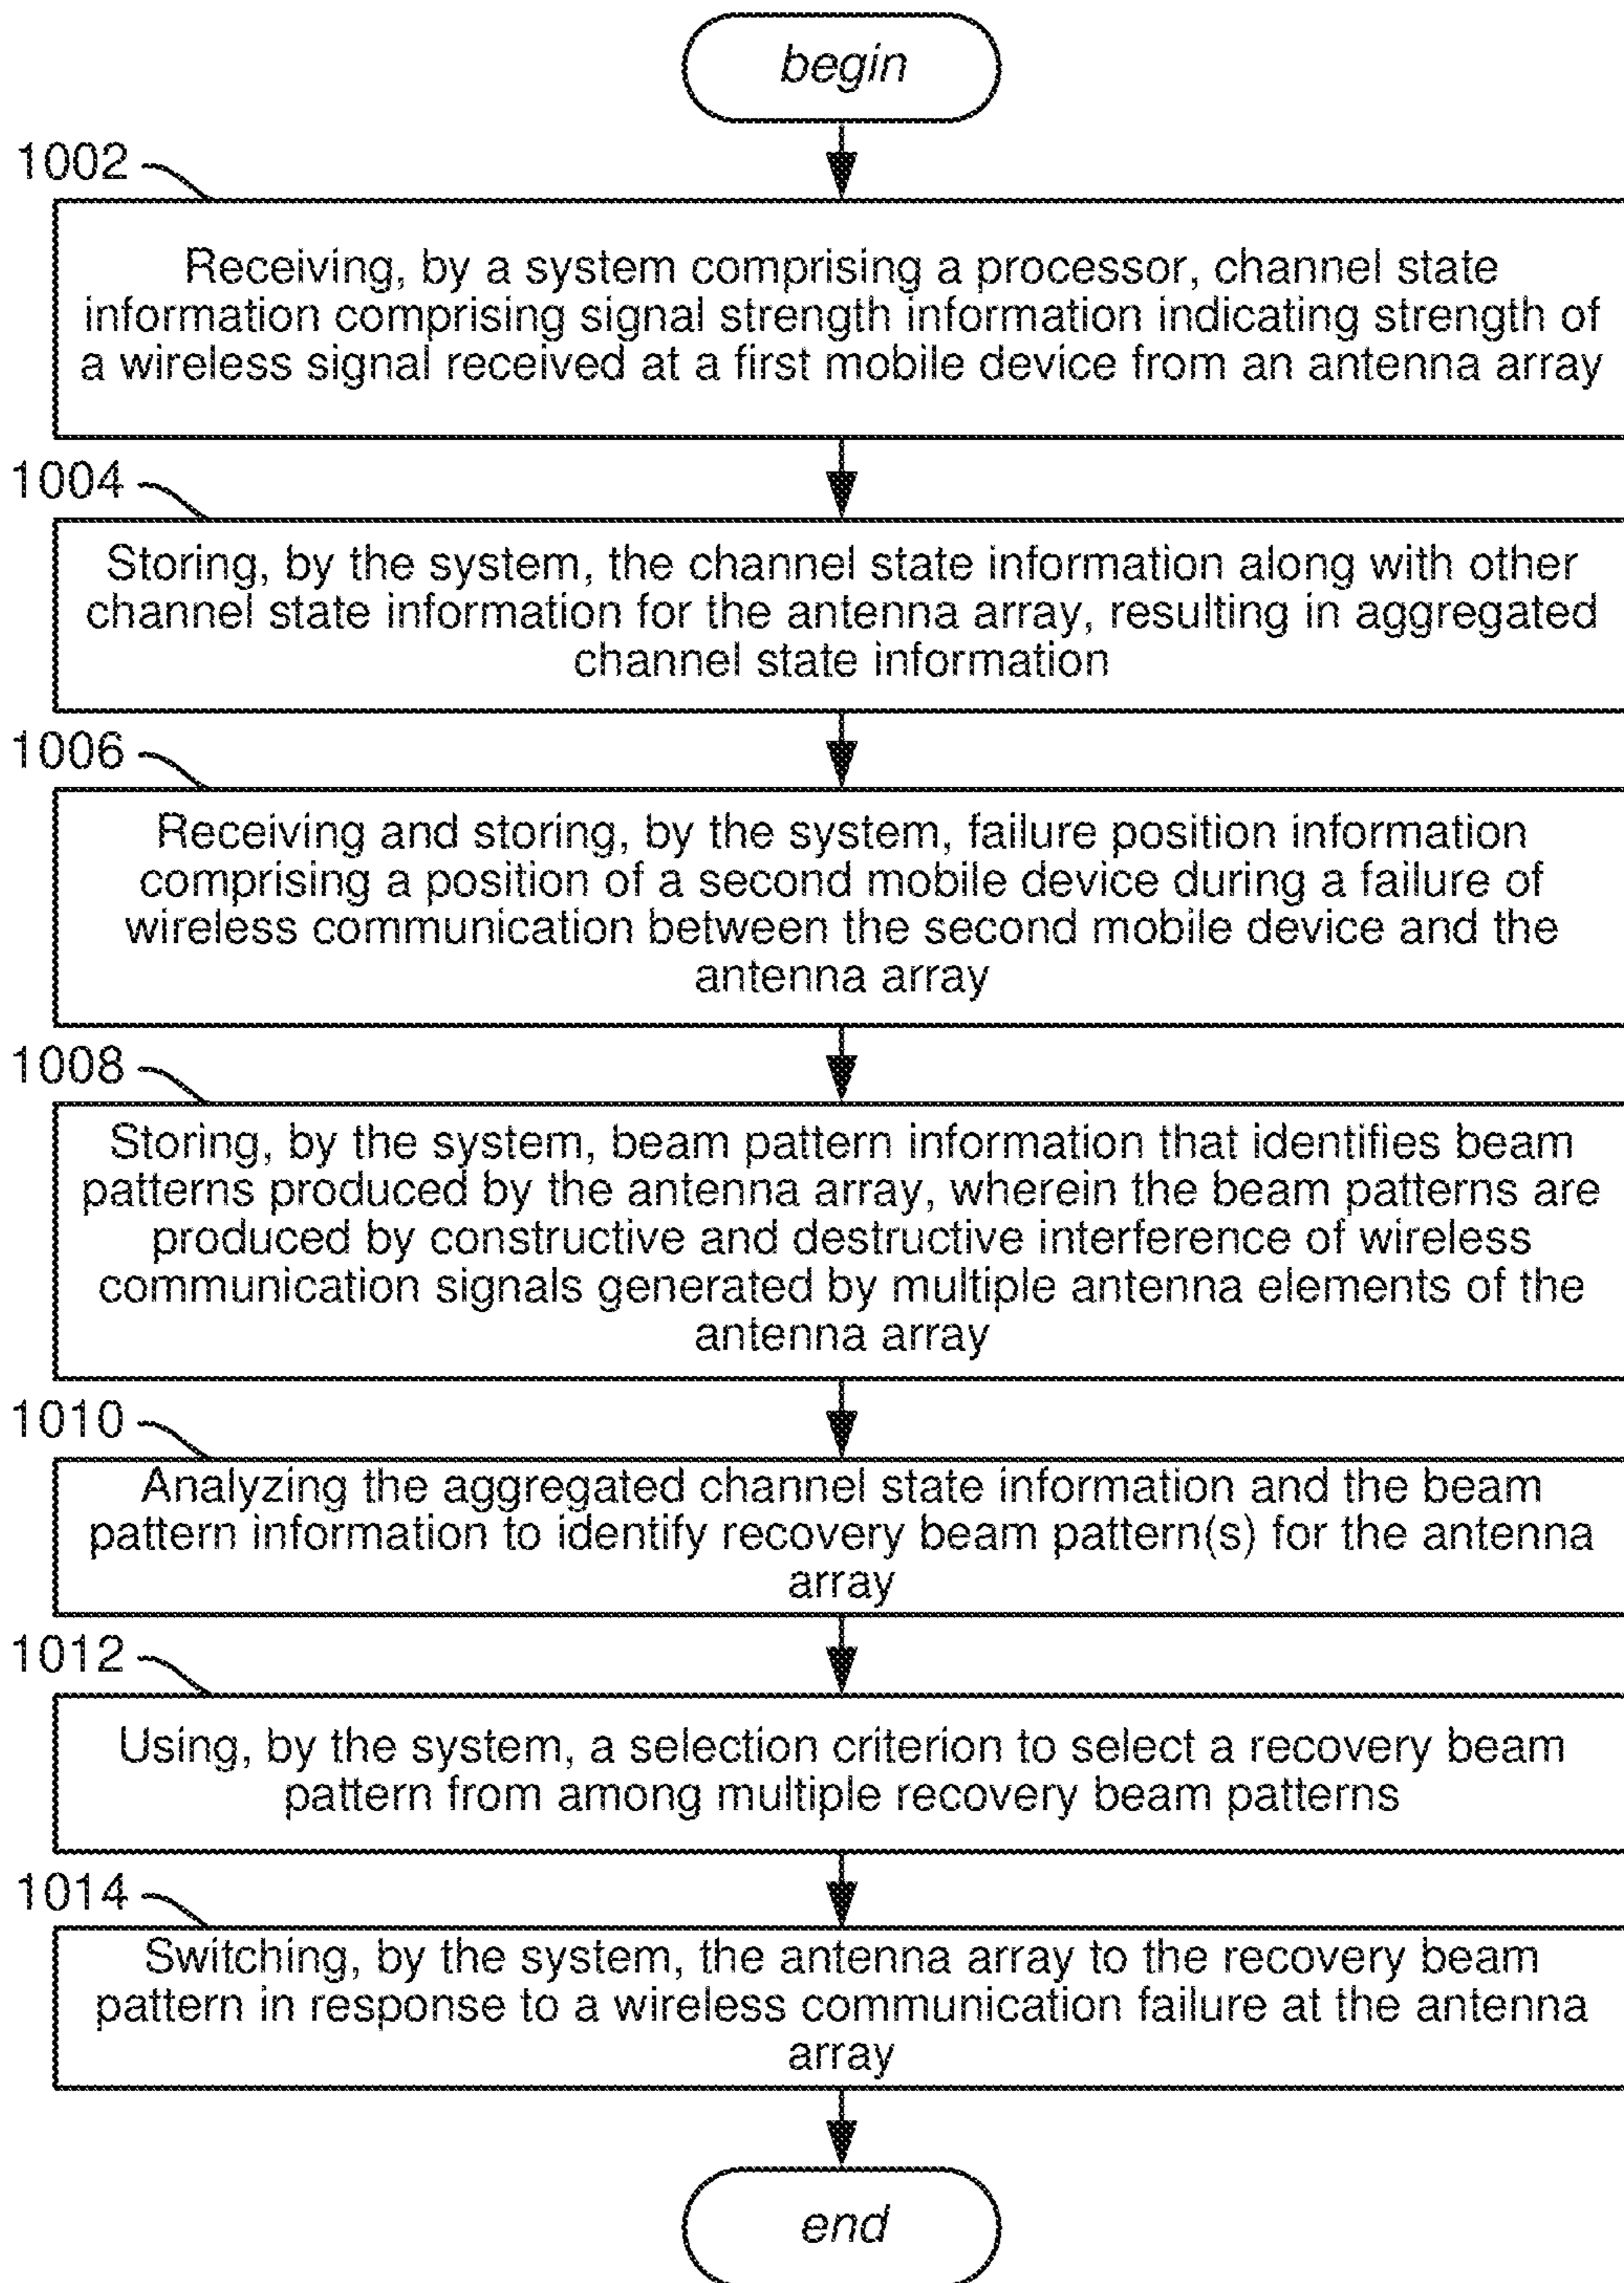 begin
1002
Receiving, by a system comprising a processor, channel state
information comprising signal strength information indicating strength of
a wireless signal received at a first mobile device from an antenna array
1004
Storing, by the system, the channel state information along with other
channel state information for the antenna array, resulting in aggregated
channel state information
1006
Receiving and storing, by the system, failure position information
comprising a position of a second mobile device during a failure of
wireless communication between the second mobile device and the
antenna array
1008
Storing, by the system, beam pattern information that identifies beam
patterns produced by the antenna array, wherein the beam patterns are
produced by constructive and destructive interference of wireless
communication signals generated by multiple antenna elements of the
antenna array
1010
Analyzing the aggregated channel state information and the beam
pattern information to identify recovery beam pattern(s) for the antenna
array
1012
Using, by the system, a selection criterion to select a recovery beam
pattern from among multiple recovery beam patterns
1014
Switching, by the system, the antenna array to the recovery beam
pattern in response to a wireless communication failure at the antenna
array
end